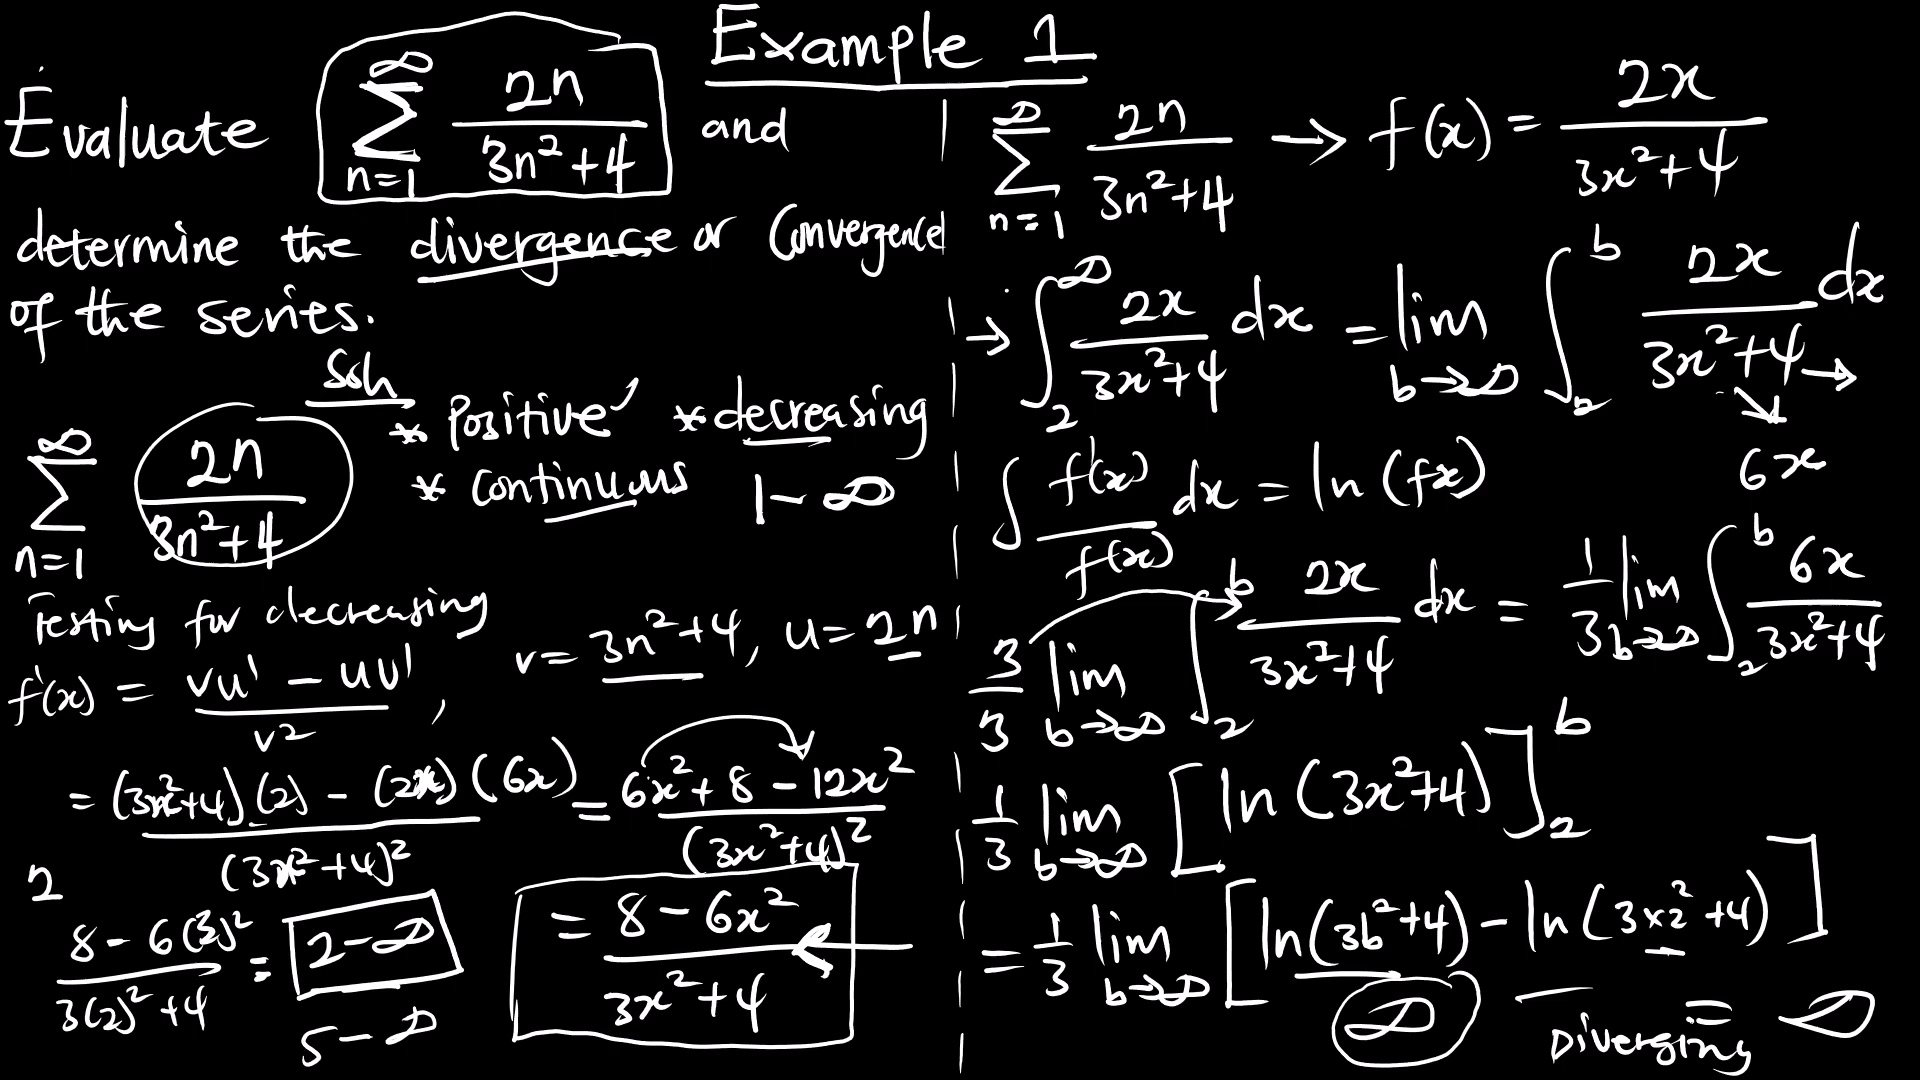 Example 1
Evaluate ∑_{n=1}^{∞} 2n/(3n²+4) and
determine the divergence or Convergence
of the series.
Soln
∑_{n=1}^{∞} 2n/(3n²+4)
* Positive ✓ * decreasing
* Continuous 1 – ∞
Testing for decreasing
f'(x) = (vu' – uv')/v² , v = 3n²+4, u = 2n
= ((3x²+4)(2) – (2x)(6x))/(3x²+4)² = (6x²+8–12x²)/(3x²+4)²
= (8 – 6x²)/(3x²+4)
2
(8 – 6(2)²)/(3(2)²+4) = 2 – ∞
5 – ∞
∑_{n=1}^{∞} 2n/(3n²+4) → f(x) = 2x/(3x²+4)
→ ∫_2^∞ 2x/(3x²+4) dx = lim_{b→∞} ∫_2^b 2x/(3x²+4) dx →
6x
∫ f'(x)/f(x) dx = ln (fx)
3/3 lim_{b→∞} ∫_2^b 2x/(3x²+4) dx = 1/3 lim_{b→∞} ∫_2^b 6x/(3x²+4)
1/3 lim_{b→∞} [ln (3x²+4)]_2^b
= 1/3 lim_{b→∞} [ln(3b²+4) – ln(3x2²+4)]
∞ – = ∞
Diverging